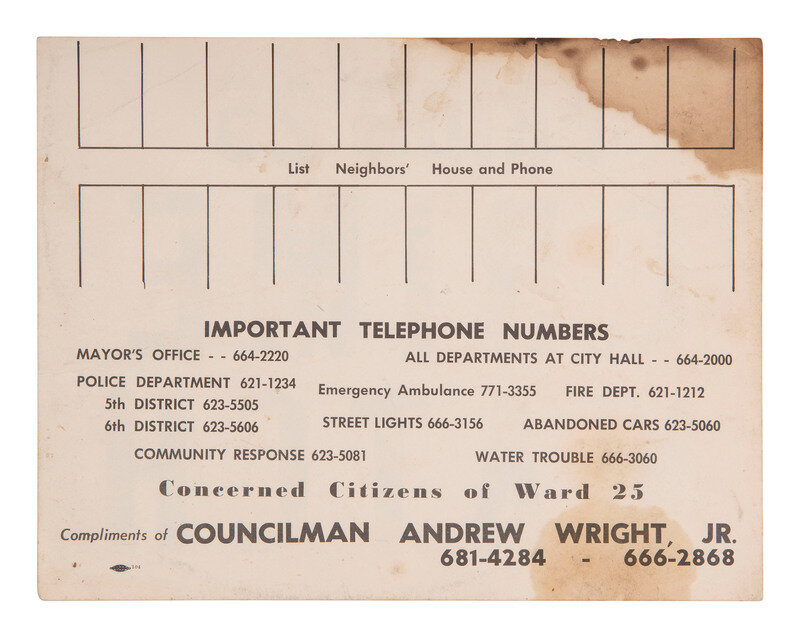 List Neighbors' House and Phone
IMPORTANT TELEPHONE NUMBERS
MAYOR'S OFFICE - - 664-2220
ALL DEPARTMENTS AT CITY HALL - - 664-2000
POLICE DEPARTMENT 621-1234
5th DISTRICT 623-5505
6th DISTRICT 623-5606
Emergency Ambulance 771-3355
FIRE DEPT. 621-1212
STREET LIGHTS 666-3156
ABANDONED CARS 623-5060
COMMUNITY RESPONSE 623-5081
WATER TROUBLE 666-3060
Concerned Citizens of Ward 25
Compliments of COUNCILMAN ANDREW WRIGHT, JR.
681-4284 - 666-2868